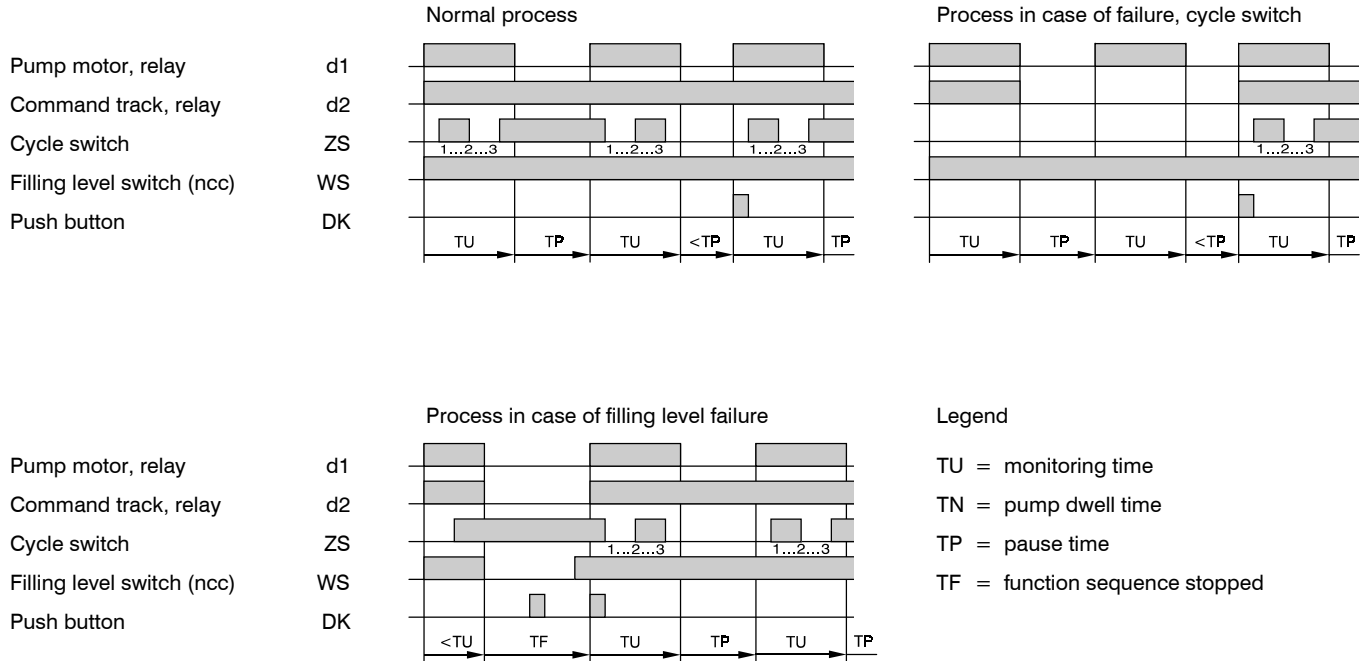 Normal process
Process in case of failure, cycle switch
Pump motor, relay d1
Command track, relay d2
Cycle switch ZS
1...2...3 1...2...3 1...2...3
1...2...3
Filling level switch (ncc) WS
Push button DK
TU TP TU <TP TU TP
TU TP TU <TP TU TP
Process in case of filling level failure
Legend
Pump motor, relay d1
TU = monitoring time
Command track, relay d2
TN = pump dwell time
Cycle switch ZS
1...2...3 1...2...3
TP = pause time
Filling level switch (ncc) WS
TF = function sequence stopped
Push button DK
<TU TF TU TP TU TP